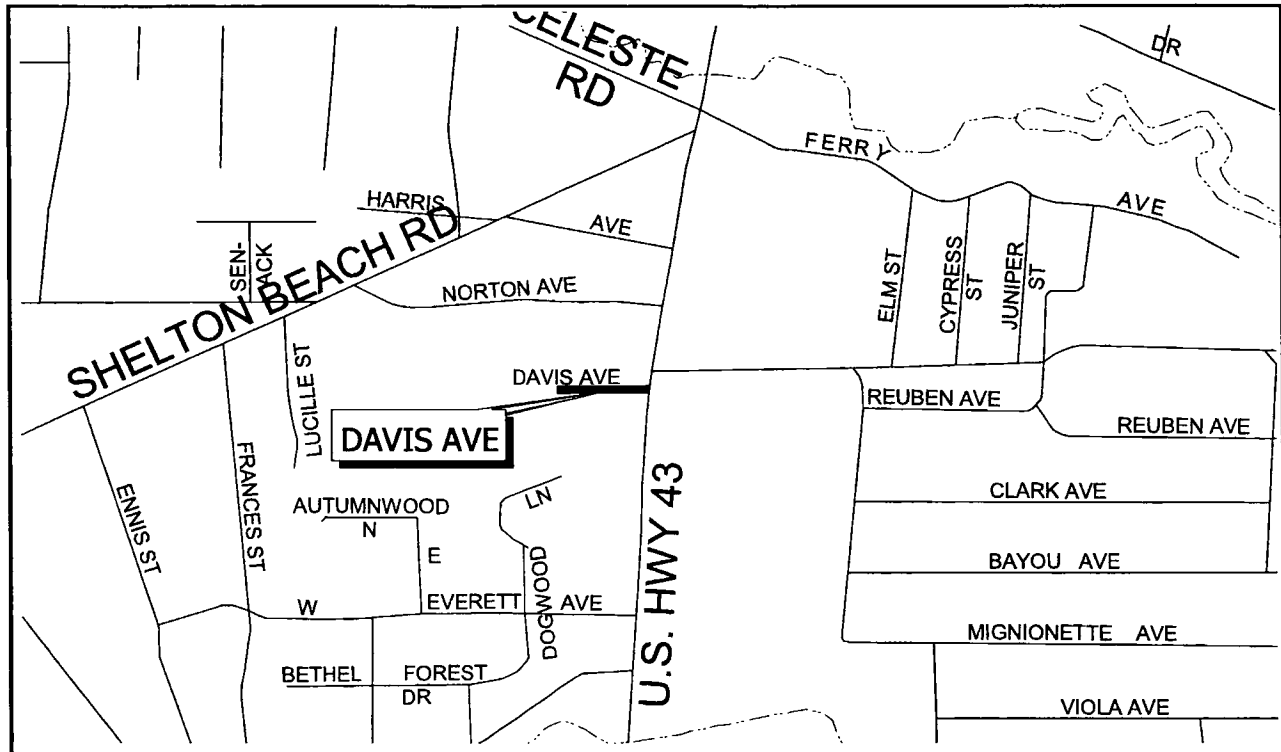 CELESTE
RD
DR
FERRY
AVE
HARRIS
AVE
SEN-
ACK
SHELTON BEACH RD
NORTON AVE
ELM ST
CYPRESS
ST
JUNIPER
ST
LUCILLE ST
DAVIS AVE
DAVIS AVE
REUBEN AVE
REUBEN AVE
ENNIS ST
FRANCES ST
AUTUMNWOOD
N
E
LN
DOGWOOD
U.S. HWY 43
CLARK AVE
BAYOU AVE
W
EVERETT AVE
MIGNIONETTE AVE
BETHEL FOREST
DR
VIOLA AVE